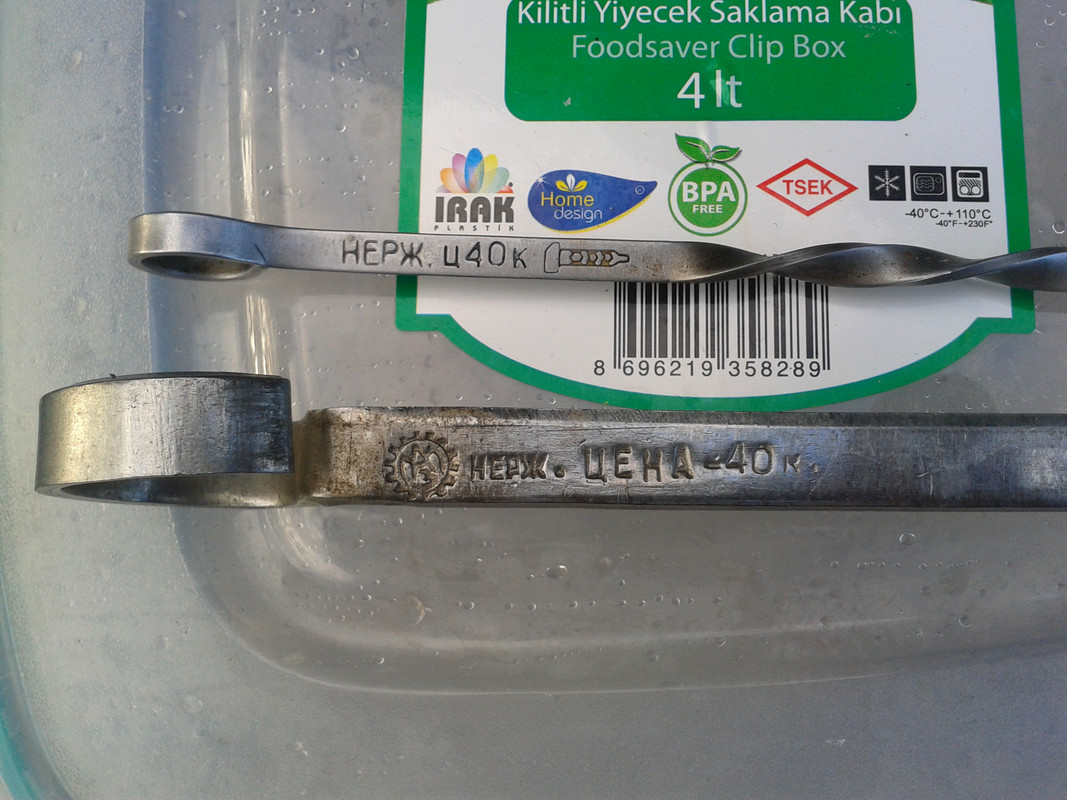 Kilitli Yiyecek Saklama Kabı
Foodsaver Clip Box
4 lt
IRAK
PLASTİK
Home
design
BPA
FREE
TSEK
-40°C-+110°C
-40°F-+230F°
НЕРЖ. Ц40К
8 696219 358289
НЕРЖ. ЦЕНА-40 к.